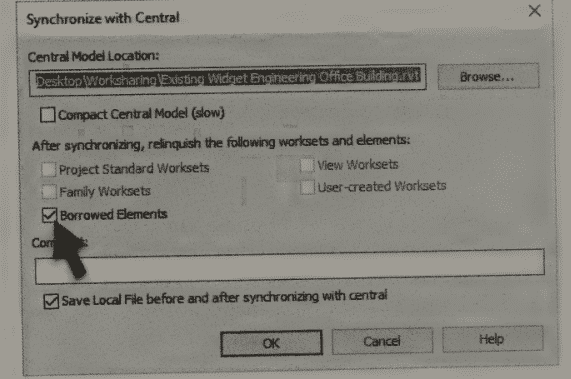 Synchronize with Central
Central Model Location:
Desktop\Worksharing\Existing Widget Engineering Office Building.rvt
Browse...
Compact Central Model (slow)
After synchronizing, relinquish the following worksets and elements:
Project Standard Worksets
View Worksets
Family Worksets
User-created Worksets
Borrowed Elements
Save Local File before and after synchronizing with central
OK
Cancel
Help